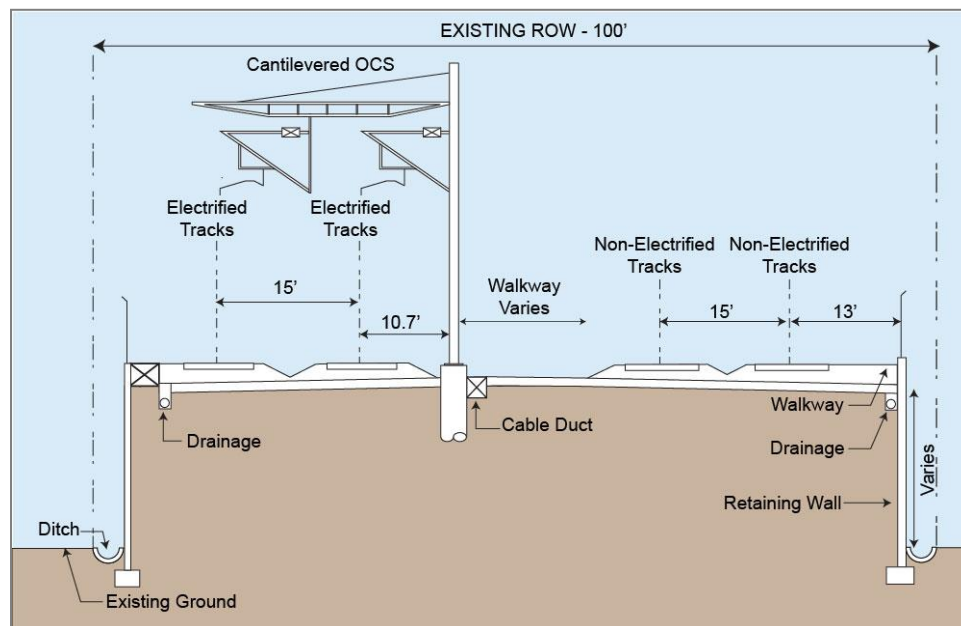 EXISTING ROW - 100'
Cantilevered OCS
Electrified
Tracks
Electrified
Tracks
Non-Electrified
Tracks
Non-Electrified
Tracks
15'
Walkway
Varies
15'
13'
10.7'
Walkway
Drainage
Cable Duct
Drainage
Varies
Retaining Wall
Ditch
Existing Ground